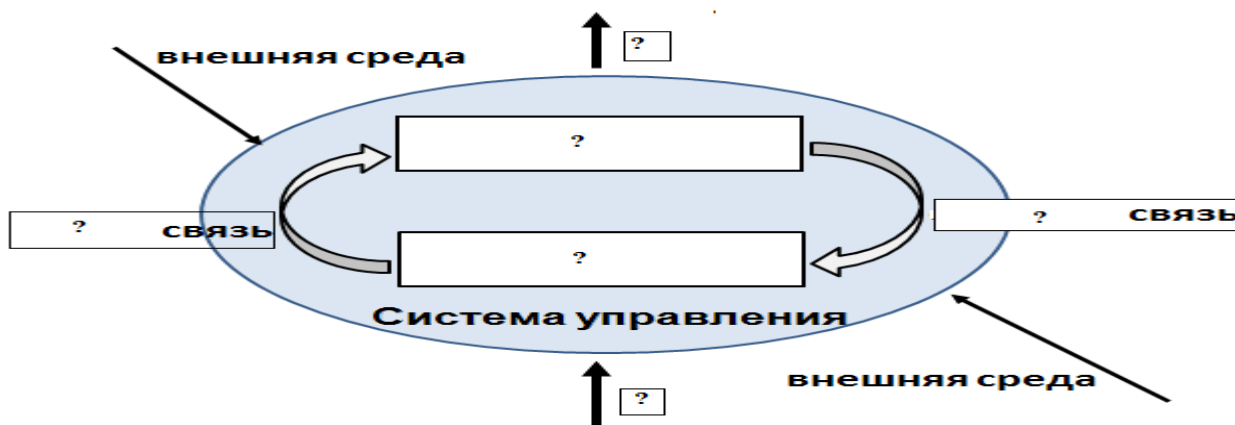 ?
внешняя среда
?
? связь
? связь
?
Система управления
внешняя среда
?